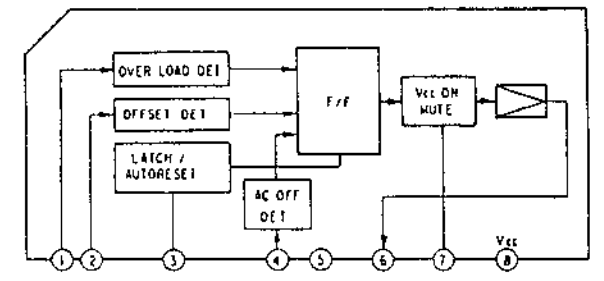 OVER LOAD DET
OFFSET DET
LATCH /
AUTORESET
F/F
AC OFF
DET
VCC ON
MUTE
VCC
1 2 3 4 5 6 7 8